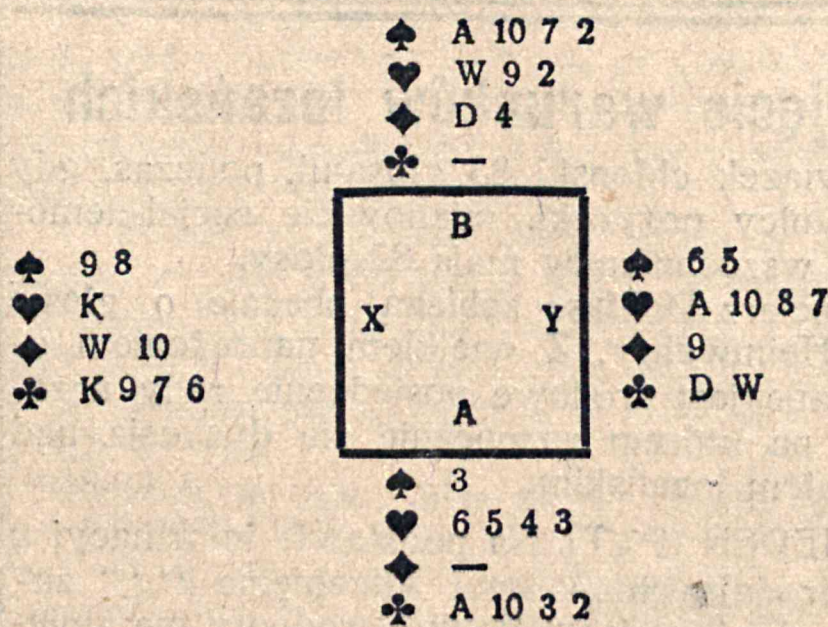 ♠ A 10 7 2
♥ W 9 2
♦ D 4
♣ —
B
♠ 9 8
♥ K
♦ W 10
♣ K 9 7 6
X Y
♠ 6 5
♥ A 10 8 7
♦ 9
♣ D W
A
♠ 3
♥ 6 5 4 3
♦ —
♣ A 10 3 2